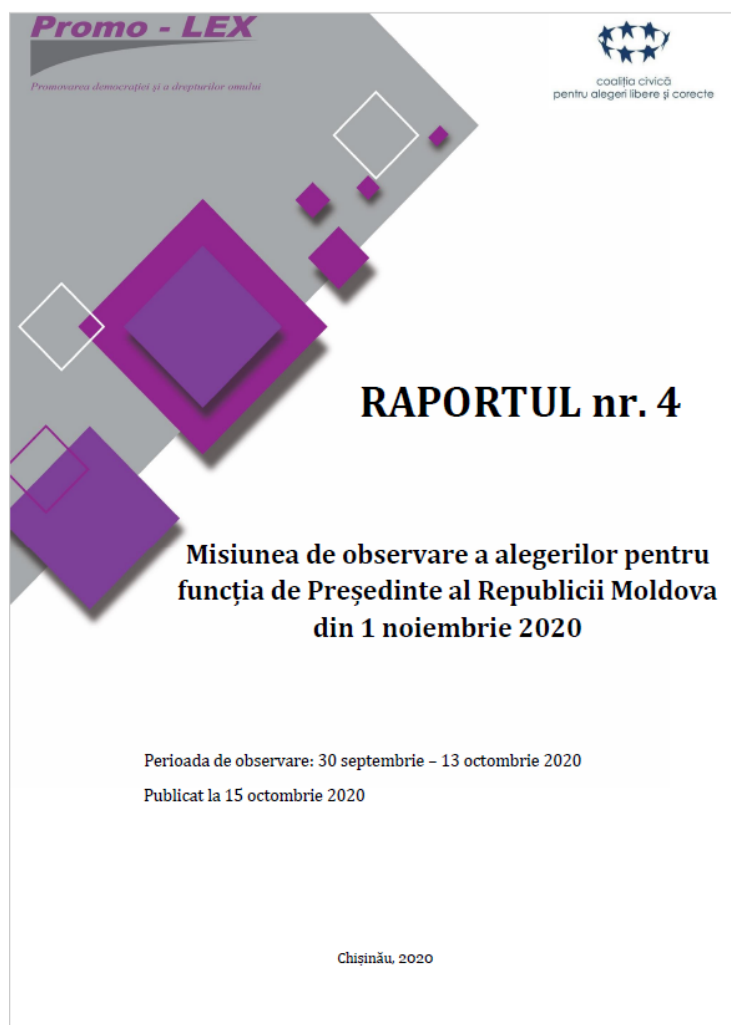 Promo - LEX
Promovarea democrației și a drepturilor omului
coaliția civică
pentru alegeri libere și corecte
RAPORTUL nr. 4
Misiunea de observare a alegerilor pentru
funcția de Președinte al Republicii Moldova
din 1 noiembrie 2020
Perioada de observare: 30 septembrie – 13 octombrie 2020
Publicat la 15 octombrie 2020
Chișinău, 2020